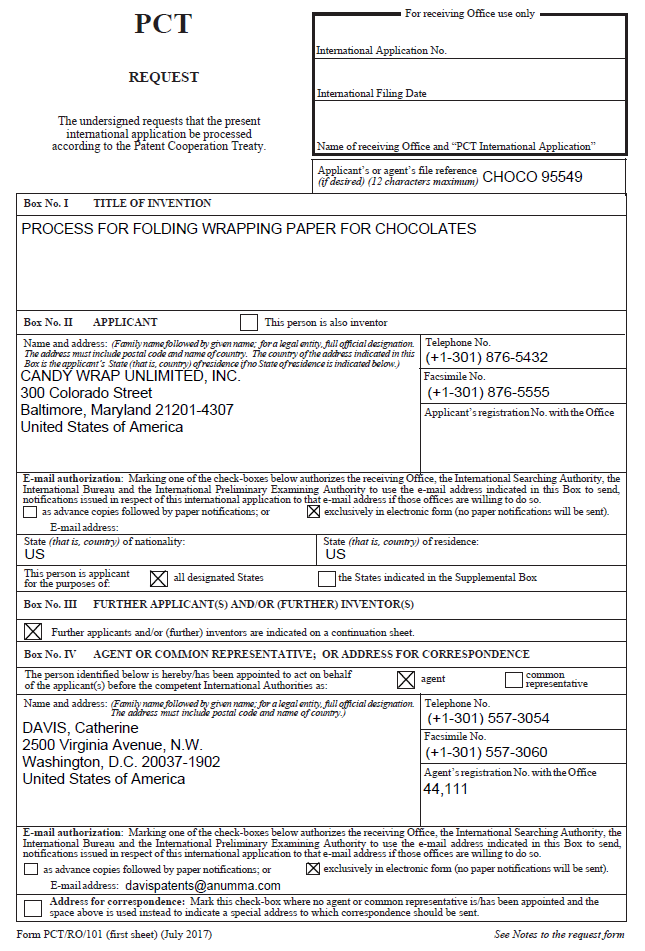 PCT
REQUEST
The undersigned requests that the present
international application be processed
according to the Patent Cooperation Treaty.
For receiving Office use only
International Application No.
International Filing Date
Name of receiving Office and “PCT International Application”
Applicant’s or agent’s file reference
(if desired) (12 characters maximum) CHOCO 95549
Box No. I TITLE OF INVENTION
PROCESS FOR FOLDING WRAPPING PAPER FOR CHOCOLATES
Box No. II APPLICANT This person is also inventor
Name and address: (Family name followed by given name; for a legal entity, full official designation.
The address must include postal code and name of country. The country of the address indicated in this
Box is the applicant’s State (that is, country) of residence if no State of residence is indicated below.)
CANDY WRAP UNLIMITED, INC.
300 Colorado Street
Baltimore, Maryland 21201-4307
United States of America
Telephone No.
(+1-301) 876-5432
Facsimile No.
(+1-301) 876-5555
Applicant’s registration No. with the Office
E-mail authorization: Marking one of the check-boxes below authorizes the receiving Office, the International Searching Authority, the
International Bureau and the International Preliminary Examining Authority to use the e-mail address indicated in this Box to send,
notifications issued in respect of this international application to that e-mail address if those offices are willing to do so.
as advance copies followed by paper notifications; or exclusively in electronic form (no paper notifications will be sent).
E-mail address:
State (that is, country) of nationality:
US
State (that is, country) of residence:
US
This person is applicant
for the purposes of:
all designated States the States indicated in the Supplemental Box
Box No. III FURTHER APPLICANT(S) AND/OR (FURTHER) INVENTOR(S)
Further applicants and/or (further) inventors are indicated on a continuation sheet.
Box No. IV AGENT OR COMMON REPRESENTATIVE; OR ADDRESS FOR CORRESPONDENCE
The person identified below is hereby/has been appointed to act on behalf
of the applicant(s) before the competent International Authorities as:
agent
common
representative
Name and address: (Family name followed by given name; for a legal entity, full official designation.
The address must include postal code and name of country.)
DAVIS, Catherine
2500 Virginia Avenue, N.W.
Washington, D.C. 20037-1902
United States of America
Telephone No.
(+1-301) 557-3054
Facsimile No.
(+1-301) 557-3060
Agent’s registration No. with the Office
44,111
E-mail authorization: Marking one of the check-boxes below authorizes the receiving Office, the International Searching Authority, the
International Bureau and the International Preliminary Examining Authority to use the e-mail address indicated in this Box to send,
notifications issued in respect of this international application to that e-mail address if those offices are willing to do so.
as advance copies followed by paper notifications; or exclusively in electronic form (no paper notifications will be sent).
E-mail address: davispatents@anumma.com
Address for correspondence: Mark this check-box where no agent or common representative is/has been appointed and the
space above is used instead to indicate a special address to which correspondence should be sent.
Form PCT/RO/101 (first sheet) (July 2017) See Notes to the request form